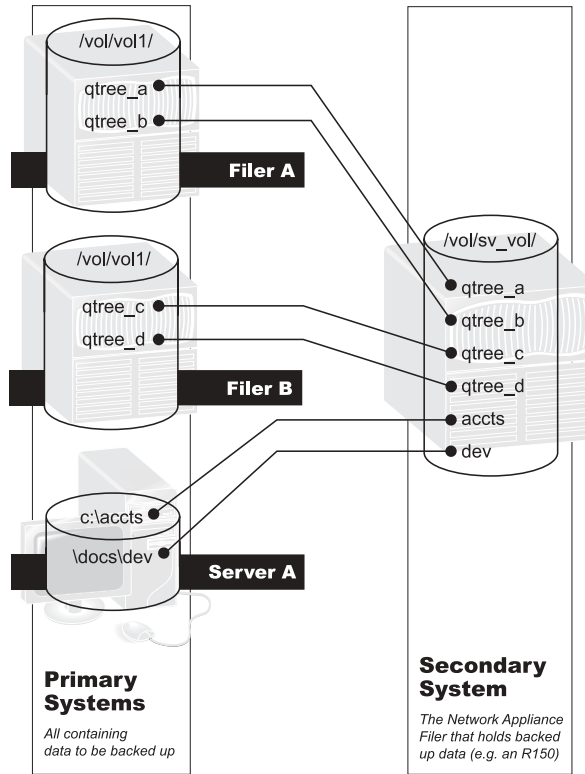 /vol/vol1/
qtree_a
qtree_b
Filer A
/vol/vol1/
qtree_c
qtree_d
Filer B
c:\accts
\docs\dev
Server A
Primary
Systems
All containing
data to be backed up
/vol/sv_vol/
qtree_a
qtree_b
qtree_c
qtree_d
accts
dev
Secondary
System
The Network Appliance
Filer that holds backed
up data (e.g. an R150)